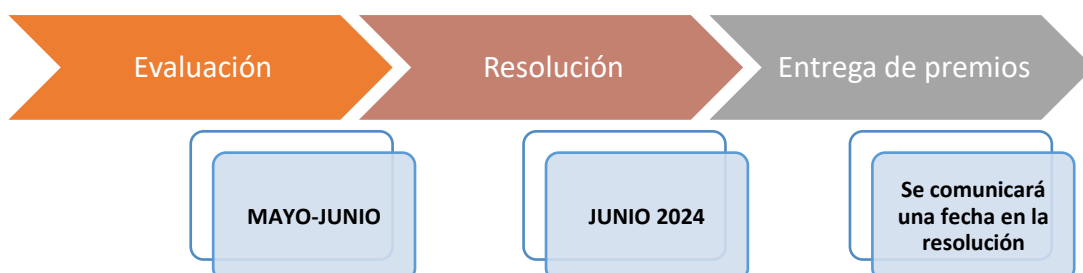 Evaluación
Resolución
Entrega de premios
MAYO-JUNIO
JUNIO 2024
Se comunicará
una fecha en la
resolución